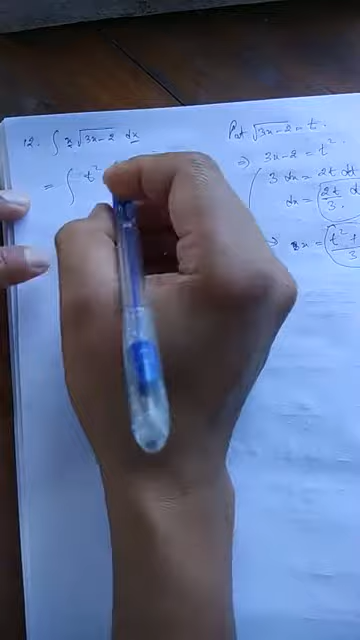 12. ∫ x √3x-2 dx
= ∫ t²
Put √3x-2 = t.
⇒ 3x-2 = t²
3 dx = 2t dt
dx = 2t/3 d
x = t² + /3